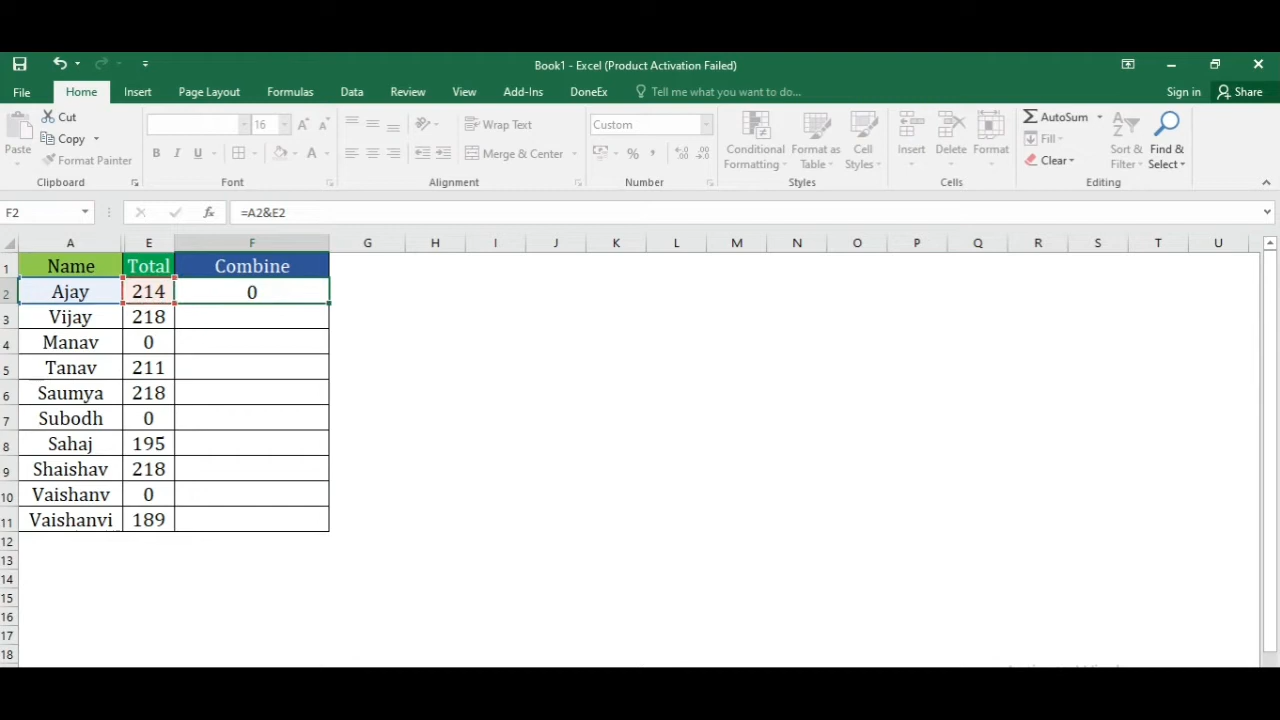 Book1 - Excel (Product Activation Failed)
File Home Insert Page Layout Formulas Data Review View Add-Ins DoneEx Tell me what you want to do... Sign in Share
Paste Cut Copy Format Painter Clipboard
16 B I U A Font
Wrap Text Merge & Center Alignment
Custom % , Number
Conditional Formatting Format as Table Cell Styles Styles
Insert Delete Format Cells
AutoSum Fill Clear Sort & Filter Find & Select Editing
F2 fx =A2&E2
A E F G H I J K L M N O P Q R S T U
1 Name Total Combine
2 Ajay 214 0
3 Vijay 218
4 Manav 0
5 Tanav 211
6 Saumya 218
7 Subodh 0
8 Sahaj 195
9 Shaishav 218
10 Vaishanv 0
11 Vaishanvi 189
12
13
14
15
16
17
18